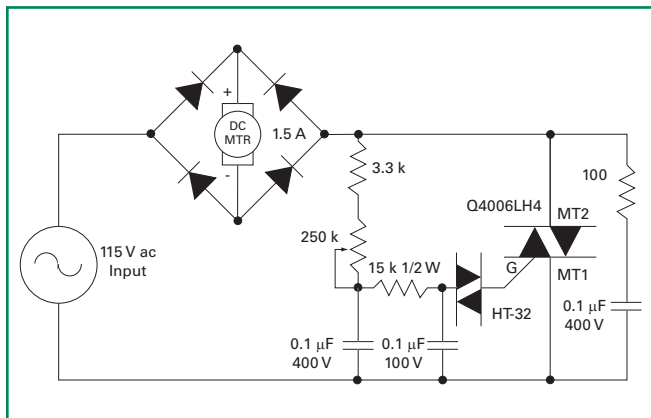 +
DC
MTR
-
1.5 A
3.3 k
100
Q4006LH4
MT2
250 k
115 V ac
Input
15 k 1/2 W
G
MT1
HT-32
0.1 μF
400 V
0.1 μF
100 V
0.1 μF
400 V